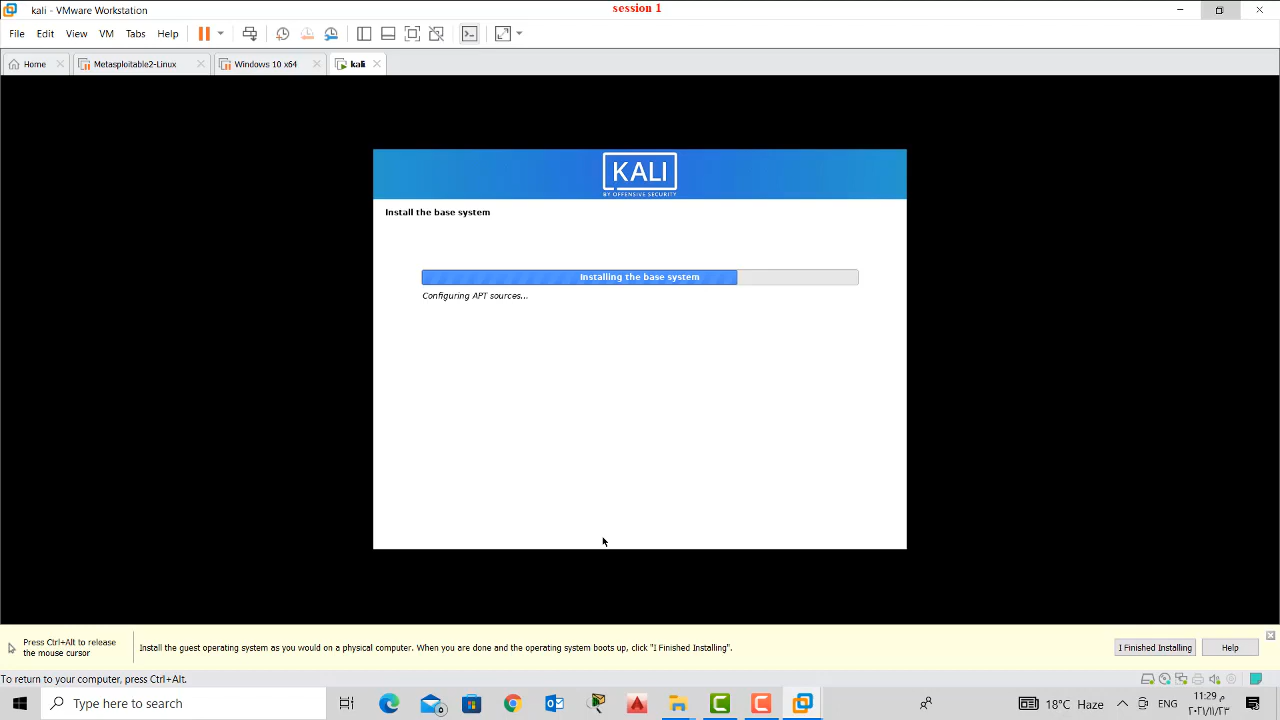 session 1
kali - VMware Workstation
File Edit View VM Tabs Help
Home Metasploitable2-Linux Windows 10 x64 kali
KALI
BY OFFENSIVE SECURITY
Install the base system
Installing the base system
Configuring APT sources...
Press Ctrl+Alt to release
the mouse cursor
Install the guest operating system as you would on a physical computer. When you are done and the operating system boots up, click "I Finished Installing".
I Finished Installing Help
To return to your computer, press Ctrl+Alt.
Type here to search
18°C Haze
ENG
11:29